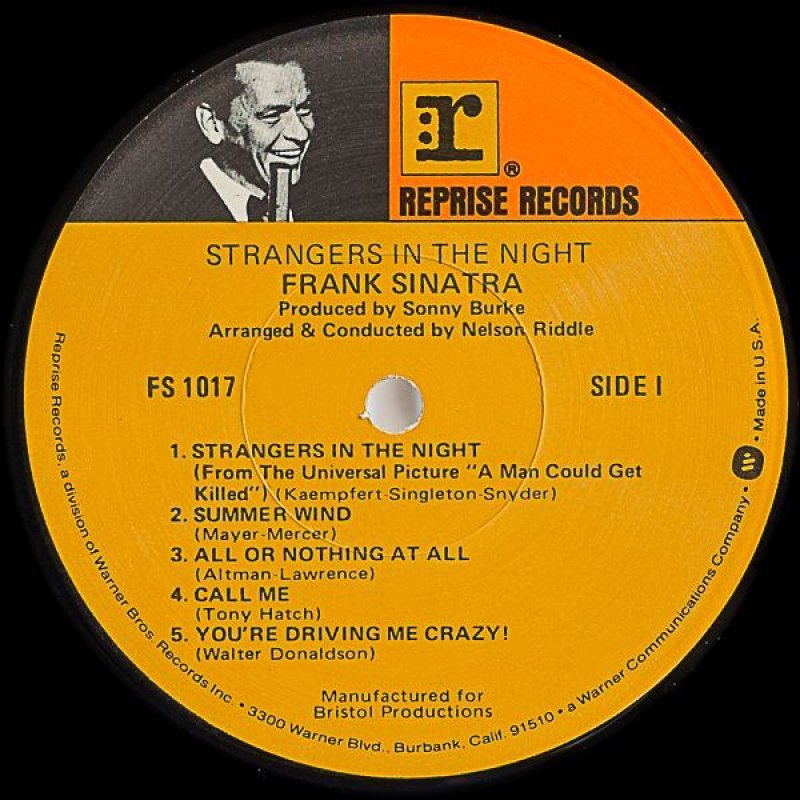 r
®
REPRISE RECORDS
STRANGERS IN THE NIGHT
FRANK SINATRA
Produced by Sonny Burke
Arranged & Conducted by Nelson Riddle
FS 1017
SIDE I
1. STRANGERS IN THE NIGHT
(From The Universal Picture "A Man Could Get
Killed") (Kaempfert-Singleton-Snyder)
2. SUMMER WIND
(Mayer-Mercer)
3. ALL OR NOTHING AT ALL
(Altman-Lawrence)
4. CALL ME
(Tony Hatch)
5. YOU'RE DRIVING ME CRAZY!
(Walter Donaldson)
Manufactured for
Bristol Productions
Reprise Records, a division of Warner Bros. Records Inc. • 3300 Warner Blvd., Burbank, Calif. 91510 • a Warner Communications Company • W • Made in U.S.A.